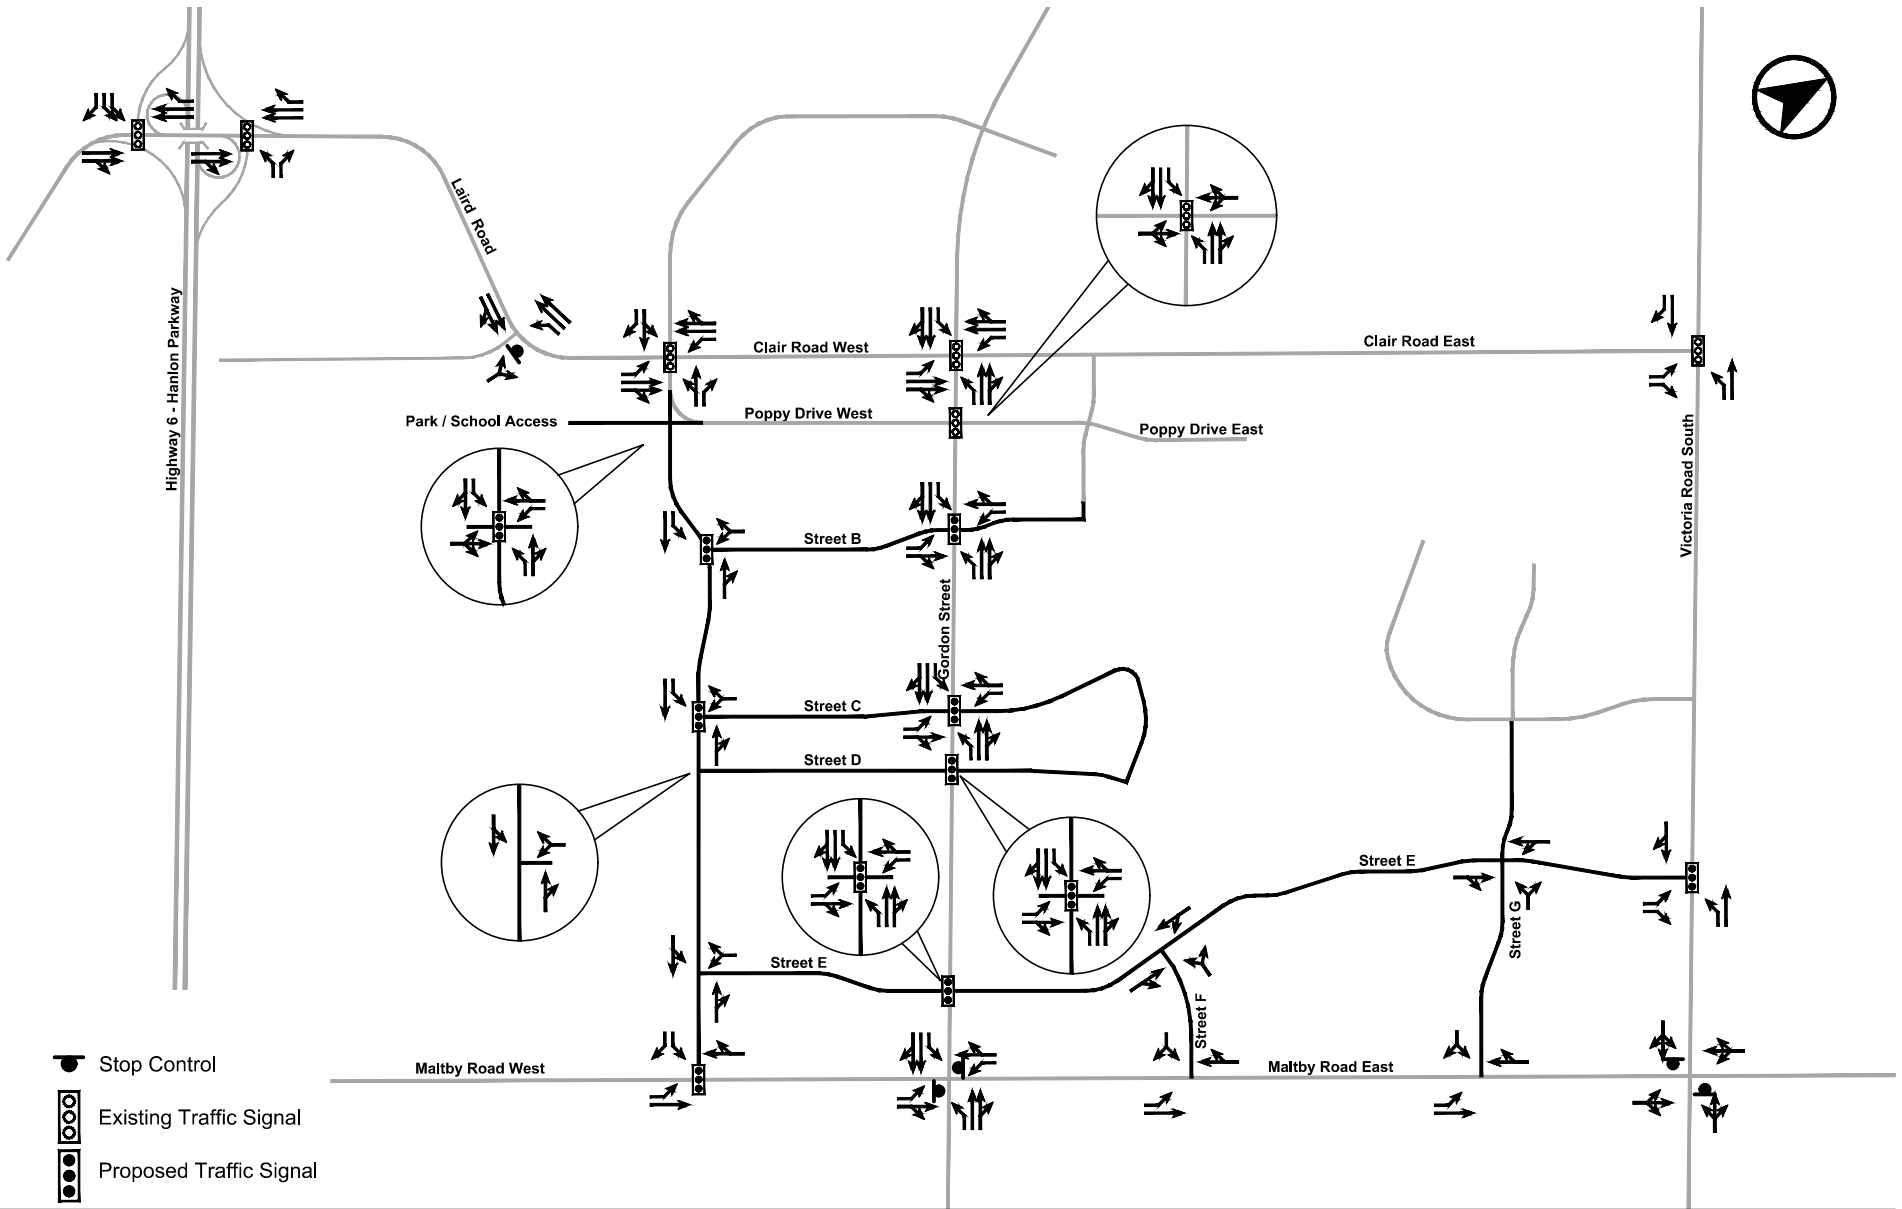 Laird Road
Highway 6 - Hanlon Parkway
Clair Road West
Clair Road East
Park / School Access
Poppy Drive West
Poppy Drive East
Victoria Road South
Street B
Gordon Street
Street C
Street D
Street E
Street E
Street G
Street F
Maltby Road West
Maltby Road East
Stop Control
Existing Traffic Signal
Proposed Traffic Signal